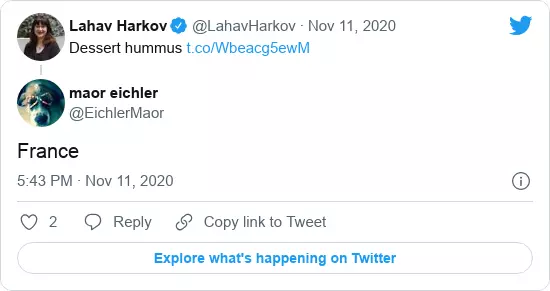 Lahav Harkov @LahavHarkov · Nov 11, 2020
Dessert hummus t.co/Wbeacg5ewM
maor eichler
@EichlerMaor
France
5:43 PM · Nov 11, 2020
2 Reply Copy link to Tweet
Explore what's happening on Twitter